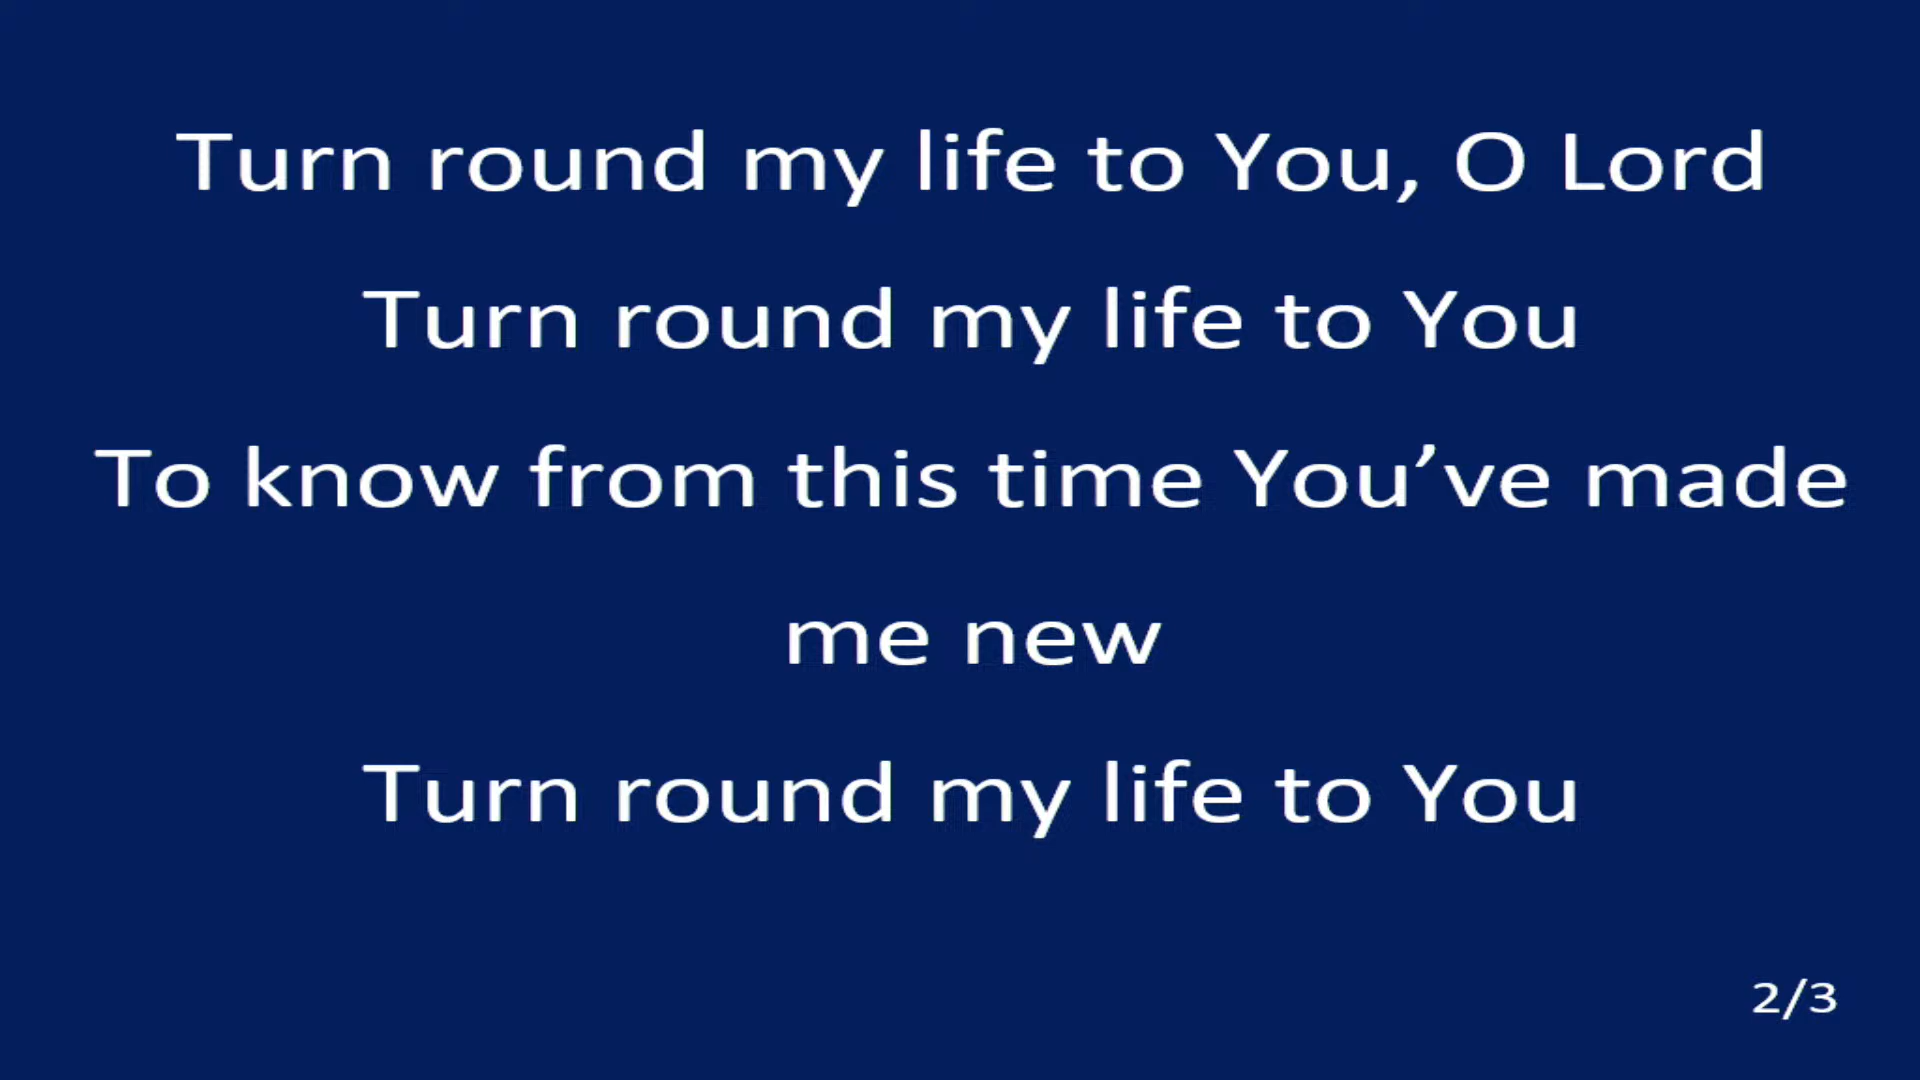 Turn round my life to You, O Lord
Turn round my life to You
To know from this time You’ve made
me new
Turn round my life to You
2/3